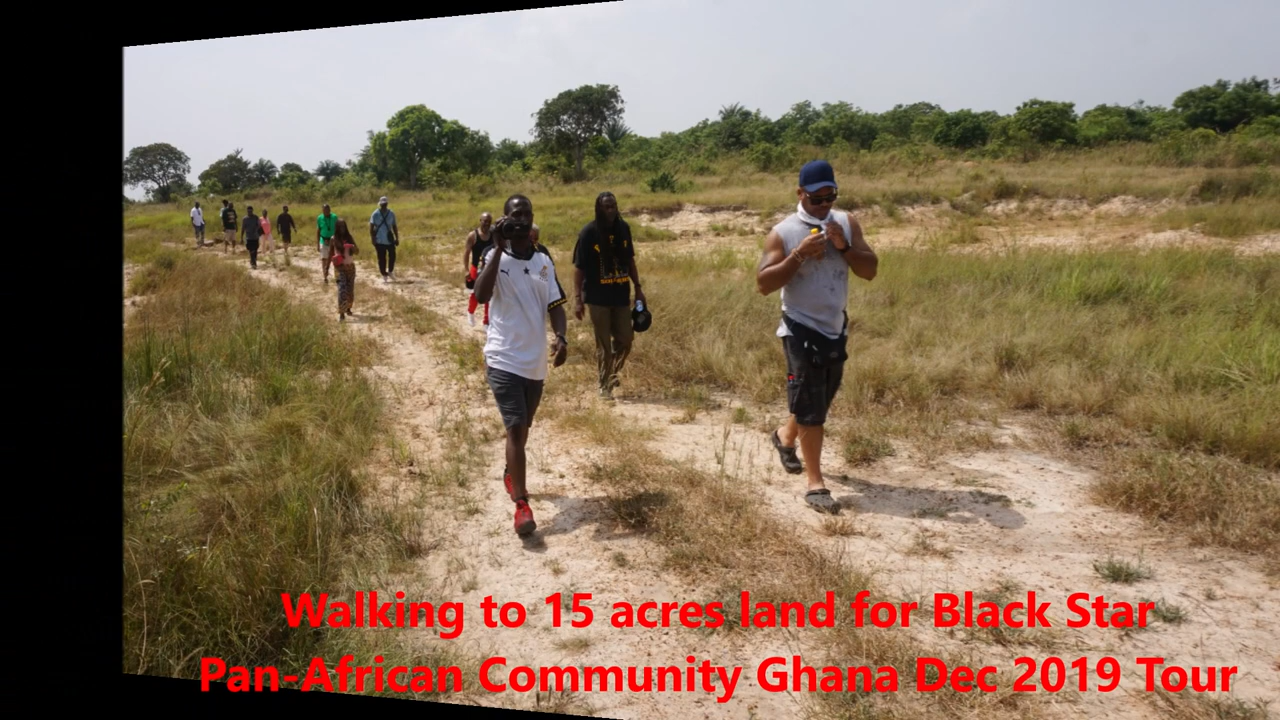 Walking to 15 acres land for Black Star
Pan-African Community Ghana Dec 2019 Tour